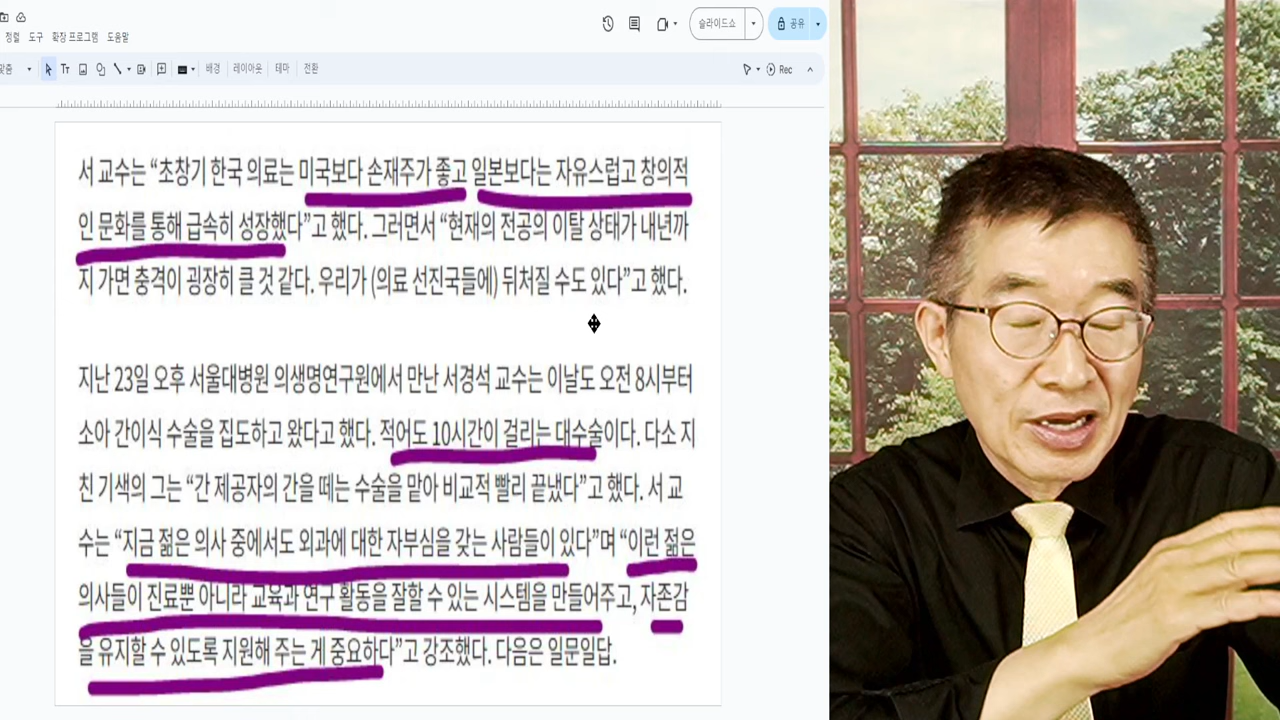 정렬 도구 확장 프로그램 도움말
슬라이드쇼 공유
배경 레이아웃 테마 전환 Rec
서 교수는 “초창기 한국 의료는 미국보다 손재주가 좋고 일본보다는 자유스럽고 창의적
인 문화를 통해 급속히 성장했다”고 했다. 그러면서 “현재의 전공의 이탈 상태가 내년까
지 가면 충격이 굉장히 클 것 같다. 우리가 (의료 선진국들에) 뒤처질 수도 있다”고 했다.
지난 23일 오후 서울대병원 의생명연구원에서 만난 서경석 교수는 이날도 오전 8시부터
소아 간이식 수술을 집도하고 왔다고 했다. 적어도 10시간이 걸리는 대수술이다. 다소 지
친 기색의 그는 “간 제공자의 간을 떼는 수술을 맡아 비교적 빨리 끝냈다”고 했다. 서 교
수는 “지금 젊은 의사 중에서도 외과에 대한 자부심을 갖는 사람들이 있다”며 “이런 젊은
의사들이 진료뿐 아니라 교육과 연구 활동을 잘할 수 있는 시스템을 만들어주고, 자존감
을 유지할 수 있도록 지원해 주는 게 중요하다”고 강조했다. 다음은 일문일답.